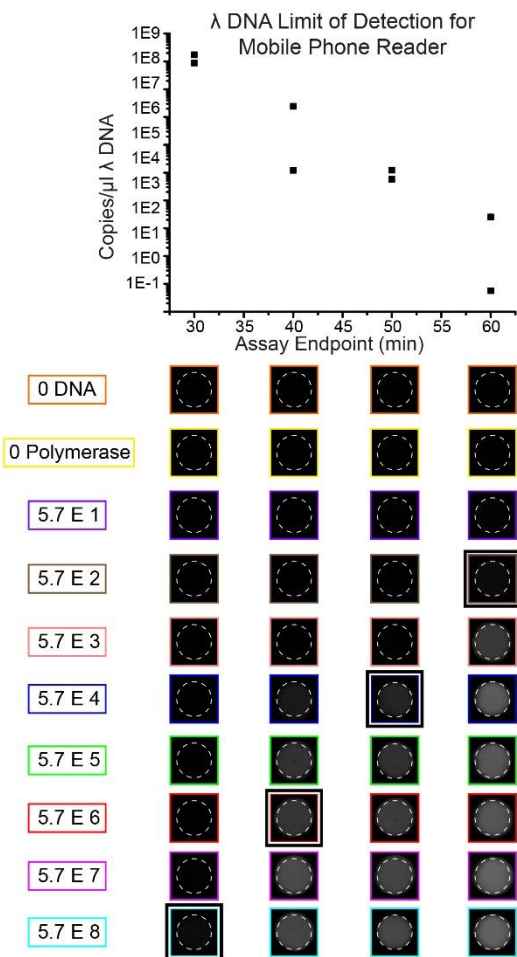 λ DNA Limit of Detection for
Mobile Phone Reader
Copies/µl λ DNA
1E9
1E8
1E7
1E6
1E5
1E4
1E3
1E2
1E1
1E0
1E-1
30 35 40 45 50 55 60
Assay Endpoint (min)
0 DNA
0 Polymerase
5.7 E 1
5.7 E 2
5.7 E 3
5.7 E 4
5.7 E 5
5.7 E 6
5.7 E 7
5.7 E 8